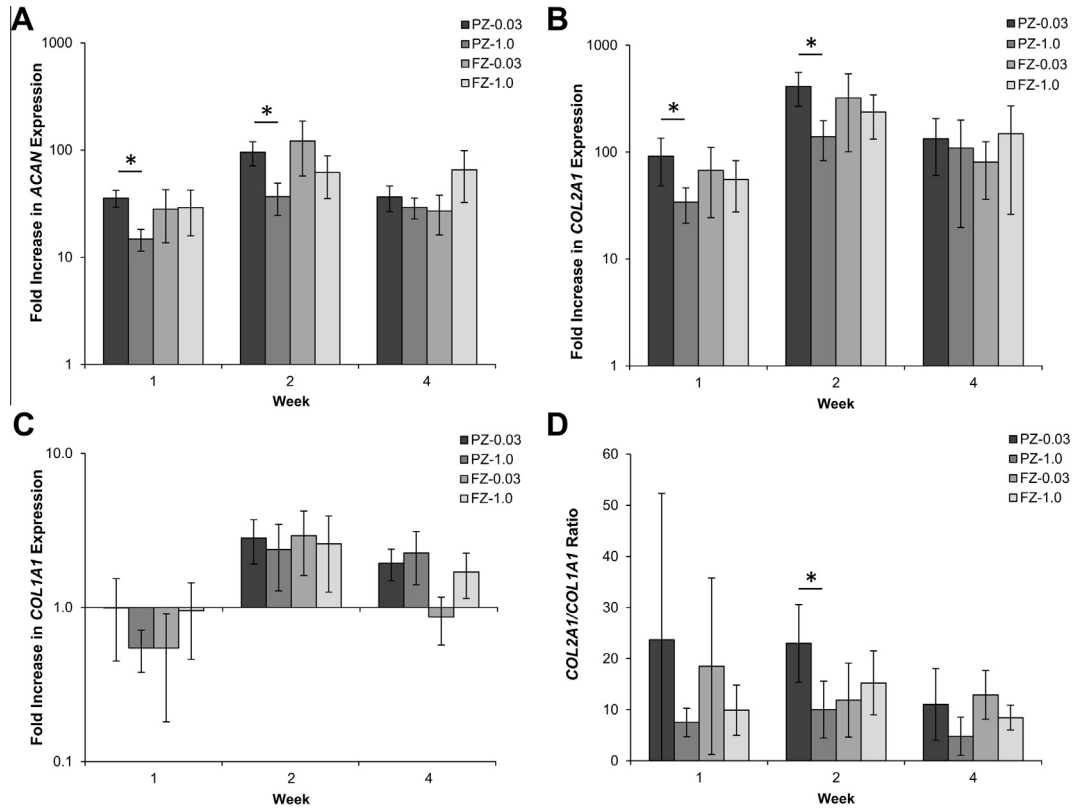 A
PZ-0.03
PZ-1.0
FZ-0.03
FZ-1.0
Fold Increase in ACAN Expression
1000
100
10
1
*
*
1
2
4
Week
B
PZ-0.03
PZ-1.0
FZ-0.03
FZ-1.0
Fold Increase in COL2A1 Expression
1000
100
10
1
*
*
1
2
4
Week
C
PZ-0.03
PZ-1.0
FZ-0.03
FZ-1.0
Fold Increase in COL1A1 Expression
10.0
1.0
0.1
1
2
4
Week
D
PZ-0.03
PZ-1.0
FZ-0.03
FZ-1.0
COL2A1/COL1A1 Ratio
60
50
40
30
20
10
0
*
1
2
4
Week